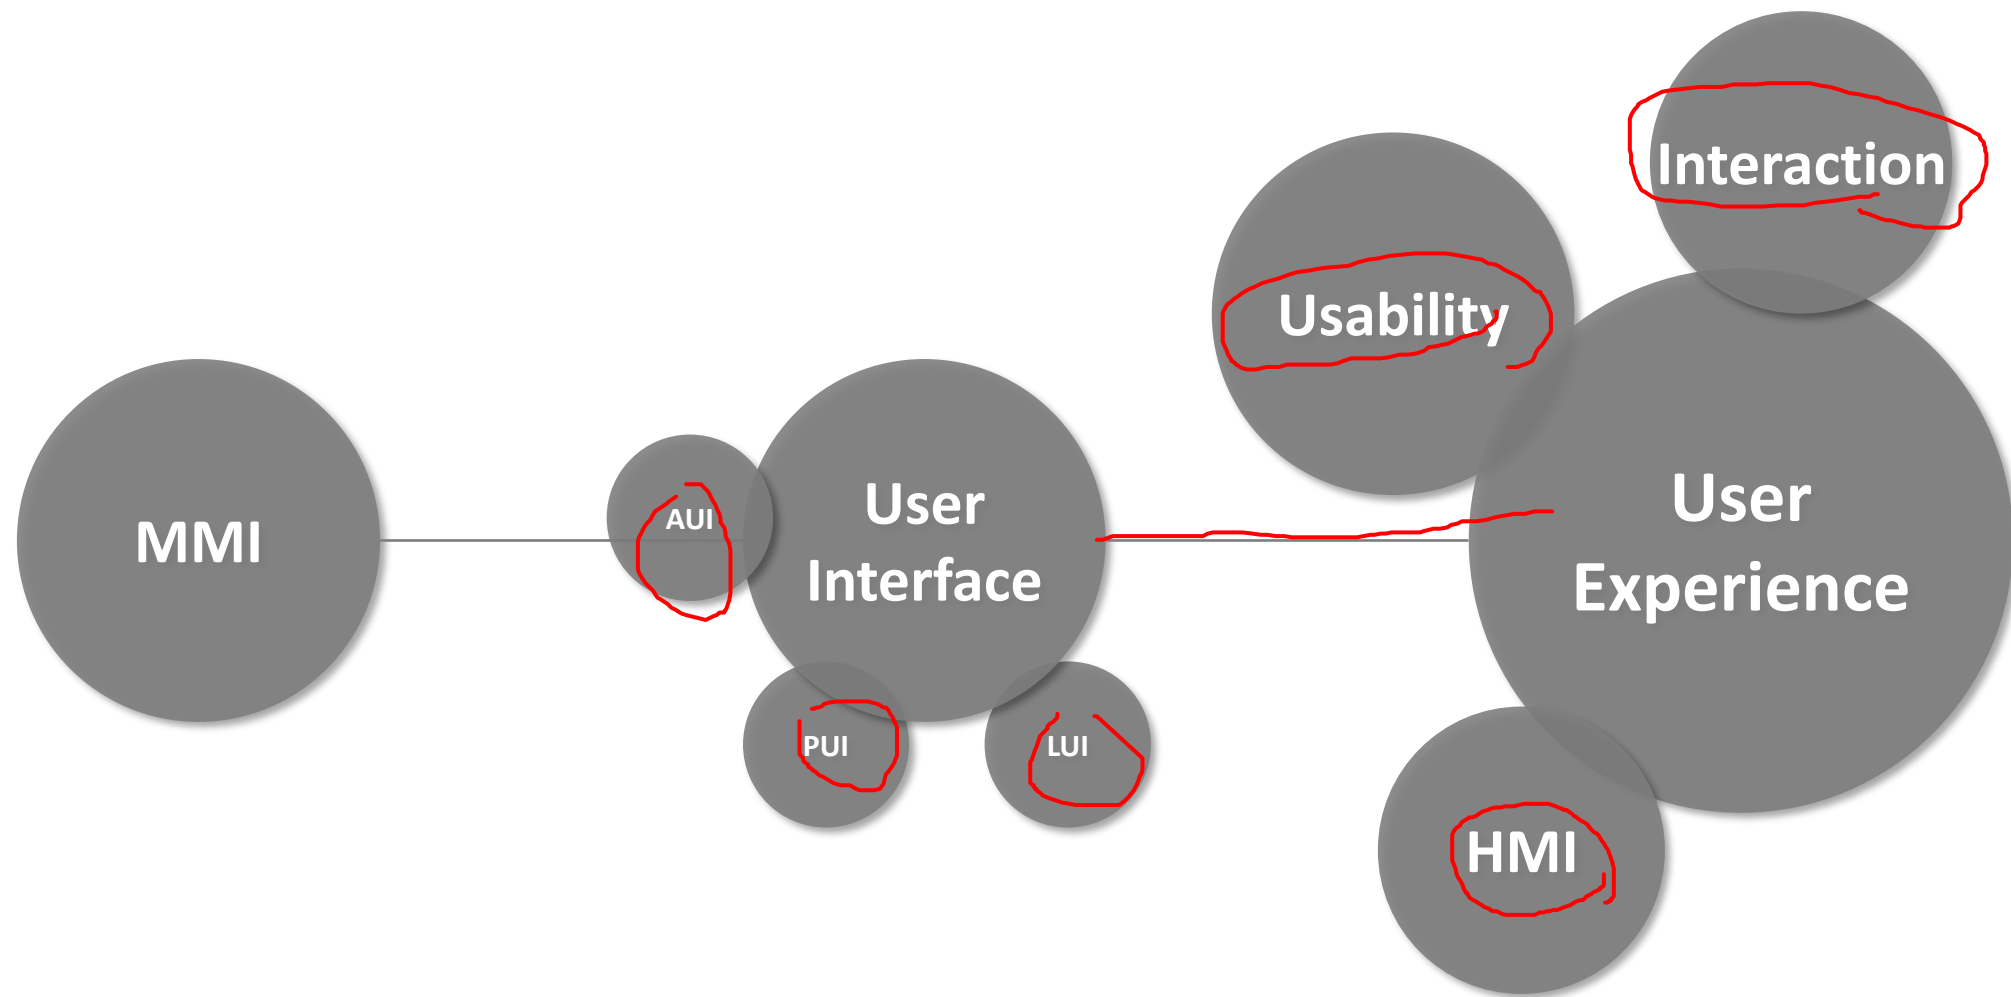 MMI
AUI
User
Interface
PUI
LUI
Usability
Interaction
User
Experience
HMI